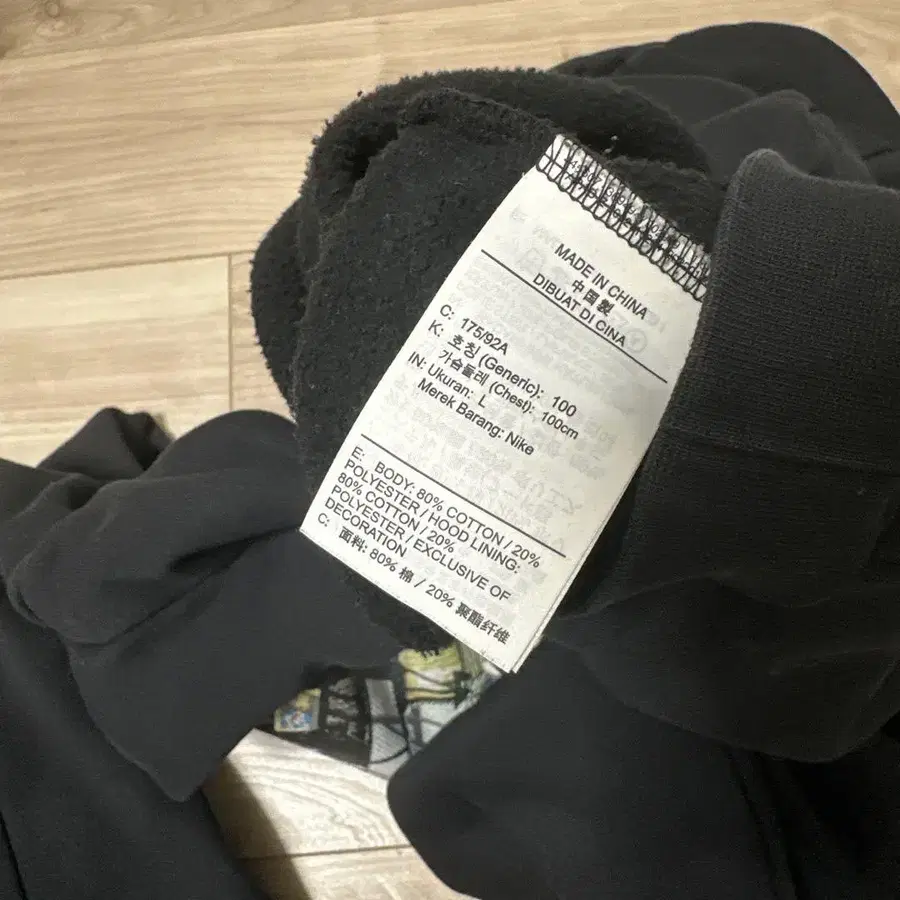 MADE IN CHINA
中国製
DIBUAT DI CINA
C: 175/92A
K: 호칭 (Generic): 100
가슴둘레 (Chest): 100cm
IN: Ukuran: L
Merek Barang: Nike
E: BODY: 80% COTTON / 20%
POLYESTER / HOOD LINING:
80% COTTON / 20%
POLYESTER / EXCLUSIVE OF
DECORATION
C: 面料: 80% 棉 / 20% 聚酯纤维